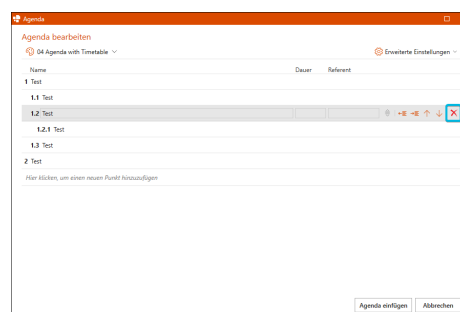 Agenda
Agenda bearbeiten
04 Agenda with Timetable
Erweiterte Einstellungen
Name Dauer Referent
1 Test
1.1 Test
1.2 Test
1.2.1 Test
1.3 Test
2 Test
Hier klicken, um einen neuen Punkt hinzuzufügen
Agenda einfügen Abbrechen